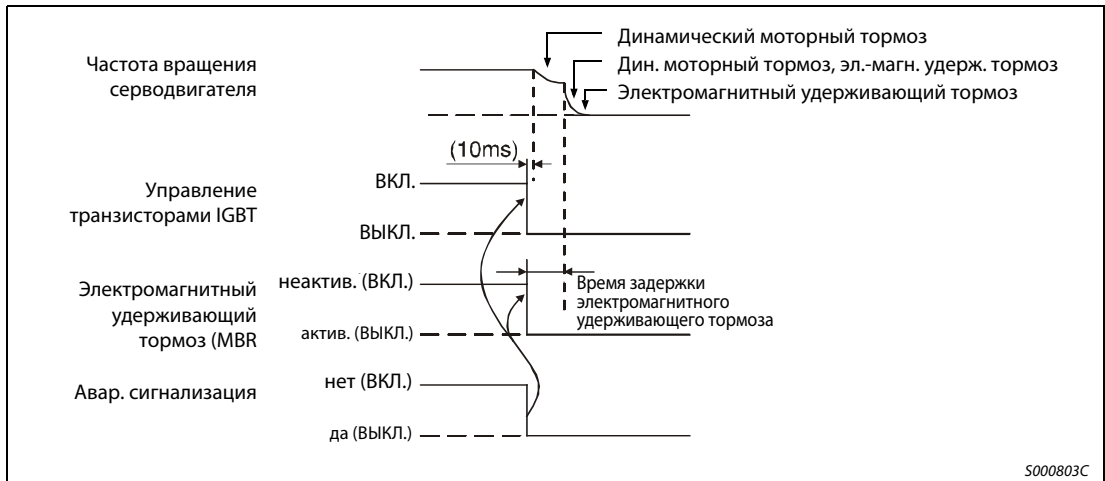 Динамический моторный тормоз
Дин. моторный тормоз, эл.-магн. удерж. тормоз
Электромагнитный удерживающий тормоз
Частота вращения
серводвигателя
(10ms)
Управление
транзисторами IGBT
ВКЛ.
ВЫКЛ.
Электромагнитный
удерживающий
тормоз (MBR
неактив. (ВКЛ.)
актив. (ВЫКЛ.)
Время задержки
электромагнитного
удерживающего тормоза
Авар. сигнализация
нет (ВКЛ.)
да (ВЫКЛ.)
S000803C